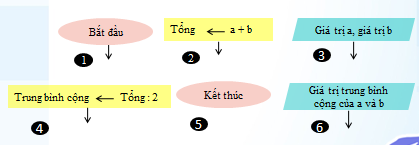 Bắt đầu
Tổng ← a + b
Giá trị a, giá trị b
1
2
3
Trung bình cộng ← Tổng : 2
Kết thúc
Giá trị trung bình
cộng của a và b
4
5
6